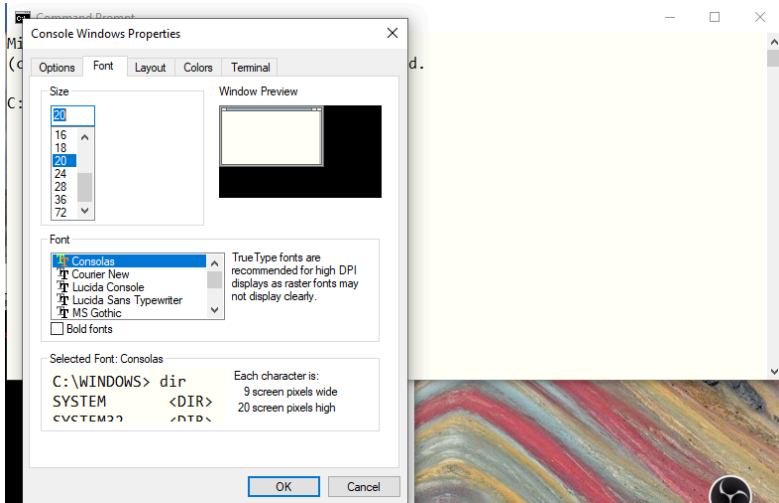 Command Prompt
Console Windows Properties
Mi
(c
d.
C:
Options Font Layout Colors Terminal
Size
20
16
18
20
24
28
36
72
Window Preview
Font
Consolas
Courier New
Lucida Console
Lucida Sans Typewriter
MS Gothic
Bold fonts
TrueType fonts are
recommended for high DPI
displays as raster fonts may
not display clearly.
Selected Font: Consolas
C:\WINDOWS> dir
SYSTEM <DIR>
SYSTEM32 <DIR>
Each character is:
9 screen pixels wide
20 screen pixels high
OK Cancel